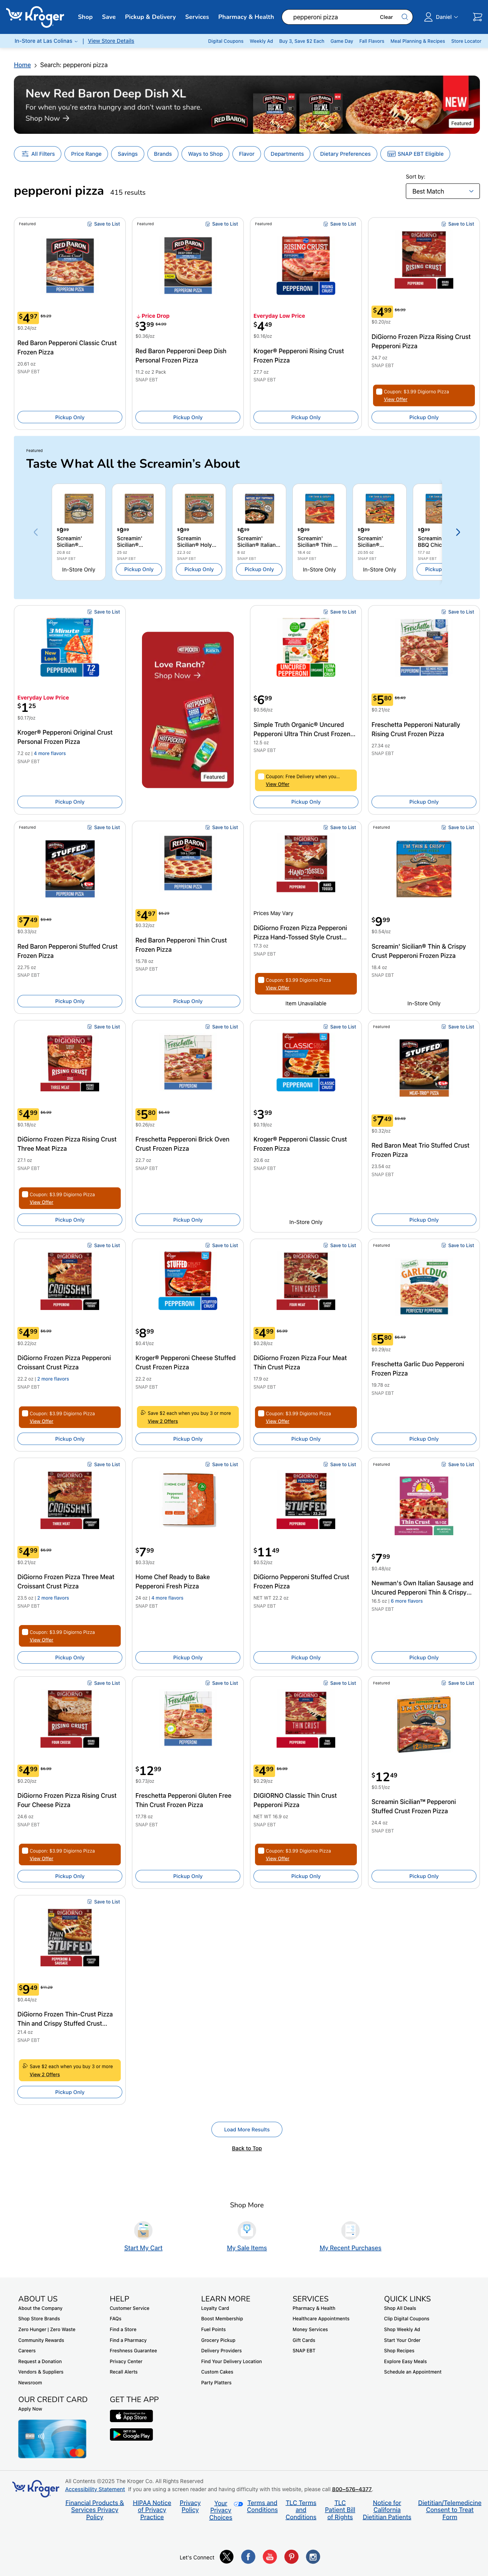 Kroger
Shop Save Pickup & Delivery Services Pharmacy & Health
pepperoni pizza
Clear
Daniel
In-Store at Las Colinas
View Store Details
Digital Coupons Weekly Ad Buy 3, Save $2 Each Game Day Fall Flavors Meal Planning & Recipes Store Locator
Home > Search: pepperoni pizza
New Red Baron Deep Dish XL
For when you're extra hungry and don't want to share.
Shop Now →
RED BARON
NEW
Featured
All Filters Price Range Savings Brands Ways to Shop Flavor Departments Dietary Preferences SNAP EBT Eligible
pepperoni pizza 415 results
Sort by:
Best Match
Featured
Save to List
$4.97
$0.24/oz
Red Baron Pepperoni Classic Crust
Frozen Pizza
20.61 oz
SNAP EBT
Pickup Only
Featured
Save to List
Price Drop
$3.99
$0.36/oz
Red Baron Pepperoni Deep Dish
Personal Frozen Pizza
11.2 oz 2 Pack
SNAP EBT
Pickup Only
Featured
Save to List
Everyday Low Price
$4.49
$0.16/oz
Kroger® Pepperoni Rising Crust
Frozen Pizza
27.7 oz
SNAP EBT
Pickup Only
Save to List
$4.99
$0.20/oz
DiGiorno Frozen Pizza Rising Crust
Pepperoni Pizza
24.7 oz
SNAP EBT
Coupon: $3.99 Digiorno Pizza
View Offer
Pickup Only
Featured
Taste What All the Screamin's About
$9.99
Screamin'
Sicilian®...
20.8 oz
SNAP EBT
In-Store Only
$9.99
Screamin'
Sicilian®...
25 oz
SNAP EBT
Pickup Only
$9.99
Screamin
Sicilian® Holy...
22.3 oz
SNAP EBT
Pickup Only
$6.99
Screamin'
Sicilian® Italian...
9 oz
SNAP EBT
Pickup Only
$9.99
Screamin'
Sicilian® Thin ...
18.4 oz
SNAP EBT
In-Store Only
$9.99
Screamin'
Sicilian®...
20.55 oz
SNAP EBT
In-Store Only
$9.99
Screamin
BBQ Chic
17.7 oz
SNAP EBT
Pickup
Save to List
Everyday Low Price
$1.25
$0.17/oz
Kroger® Pepperoni Original Crust
Personal Frozen Pizza
7.2 oz | 4 more flavors
SNAP EBT
Pickup Only
Love Ranch?
Shop Now →
Featured
Save to List
$6.99
$0.56/oz
Simple Truth Organic® Uncured
Pepperoni Ultra Thin Crust Frozen...
12.5 oz
SNAP EBT
Coupon: Free Delivery when you...
View Offer
Pickup Only
Save to List
$5.80
$0.21/oz
Freschetta Pepperoni Naturally
Rising Crust Frozen Pizza
27.34 oz
SNAP EBT
Pickup Only
Featured
Save to List
$7.49
$0.33/oz
Red Baron Pepperoni Stuffed Crust
Frozen Pizza
22.75 oz
SNAP EBT
Pickup Only
Save to List
$4.97
$0.32/oz
Red Baron Pepperoni Thin Crust
Frozen Pizza
15.78 oz
SNAP EBT
Pickup Only
Save to List
Prices May Vary
DiGiorno Frozen Pizza Pepperoni
Pizza Hand-Tossed Style Crust...
17.3 oz
SNAP EBT
Coupon: $3.99 Digiorno Pizza
View Offer
Item Unavailable
Featured
Save to List
$9.99
$0.54/oz
Screamin' Sicilian® Thin & Crispy
Crust Pepperoni Frozen Pizza
18.4 oz
SNAP EBT
In-Store Only
Save to List
$4.99
$0.18/oz
DiGiorno Frozen Pizza Rising Crust
Three Meat Pizza
27.1 oz
SNAP EBT
Coupon: $3.99 Digiorno Pizza
View Offer
Pickup Only
Save to List
$5.80
$0.26/oz
Freschetta Pepperoni Brick Oven
Crust Frozen Pizza
22.7 oz
SNAP EBT
Pickup Only
Save to List
$3.99
$0.19/oz
Kroger® Pepperoni Classic Crust
Frozen Pizza
20.6 oz
SNAP EBT
In-Store Only
Featured
Save to List
$7.49
$0.32/oz
Red Baron Meat Trio Stuffed Crust
Frozen Pizza
23.54 oz
SNAP EBT
Pickup Only
Save to List
$4.99
$0.22/oz
DiGiorno Frozen Pizza Pepperoni
Croissant Crust Pizza
22.2 oz | 2 more flavors
SNAP EBT
Coupon: $3.99 Digiorno Pizza
View Offer
Pickup Only
Save to List
$8.99
$0.41/oz
Kroger® Pepperoni Cheese Stuffed
Crust Frozen Pizza
22.2 oz
SNAP EBT
Save $2 each when you buy 3 or more
View 2 Offers
Pickup Only
Save to List
$4.99
$0.28/oz
DiGiorno Frozen Pizza Four Meat
Thin Crust Pizza
17.9 oz
SNAP EBT
Coupon: $3.99 Digiorno Pizza
View Offer
Pickup Only
Featured
Save to List
$5.80
$0.29/oz
Freschetta Garlic Duo Pepperoni
Frozen Pizza
19.78 oz
SNAP EBT
Pickup Only
Save to List
$4.99
$0.21/oz
DiGiorno Frozen Pizza Three Meat
Croissant Crust Pizza
23.5 oz | 2 more flavors
SNAP EBT
Coupon: $3.99 Digiorno Pizza
View Offer
Pickup Only
Save to List
$7.99
$0.33/oz
Home Chef Ready to Bake
Pepperoni Fresh Pizza
24 oz | 4 more flavors
SNAP EBT
Pickup Only
Save to List
$11.49
$0.52/oz
DiGiorno Pepperoni Stuffed Crust
Frozen Pizza
NET WT 22.2 oz
SNAP EBT
Pickup Only
Featured
Save to List
$7.99
$0.48/oz
Newman's Own Italian Sausage and
Uncured Pepperoni Thin & Crispy...
16.5 oz | 6 more flavors
SNAP EBT
Pickup Only
Save to List
$4.99
$0.20/oz
DiGiorno Frozen Pizza Rising Crust
Four Cheese Pizza
24.6 oz
SNAP EBT
Coupon: $3.99 Digiorno Pizza
View Offer
Pickup Only
Save to List
$12.99
$0.73/oz
Freschetta Pepperoni Gluten Free
Thin Crust Frozen Pizza
17.76 oz
SNAP EBT
Pickup Only
Save to List
$4.99
$0.29/oz
DIGIORNO Classic Thin Crust
Pepperoni Pizza
NET WT 16.9 oz
SNAP EBT
Coupon: $3.99 Digiorno Pizza
View Offer
Pickup Only
Featured
Save to List
$12.49
$0.51/oz
Screamin Sicilian™ Pepperoni
Stuffed Crust Frozen Pizza
24.4 oz
SNAP EBT
Pickup Only
Save to List
$9.49
$0.44/oz
DiGiorno Frozen Thin-Crust Pizza
Thin and Crispy Stuffed Crust...
21.4 oz
SNAP EBT
Save $2 each when you buy 3 or more
View 2 Offers
Pickup Only
Load More Results
Back to Top
Shop More
Start My Cart
My Sale Items
My Recent Purchases
ABOUT US
About the Company
Shop Store Brands
Zero Hunger | Zero Waste
Community Rewards
Careers
Request a Donation
Vendors & Suppliers
Newsroom
HELP
Customer Service
FAQs
Find a Store
Find a Pharmacy
Freshness Guarantee
Privacy Center
Recall Alerts
LEARN MORE
Loyalty Card
Boost Membership
Fuel Points
Grocery Pickup
Delivery Providers
Find Your Delivery Location
Custom Cakes
Party Platters
SERVICES
Pharmacy & Health
Healthcare Appointments
Money Services
Gift Cards
SNAP EBT
QUICK LINKS
Shop All Deals
Clip Digital Coupons
Shop Weekly Ad
Start Your Order
Shop Recipes
Explore Easy Meals
Schedule an Appointment
OUR CREDIT CARD
Apply Now
GET THE APP
App Store
Google Play
Kroger
All Contents ©2025 The Kroger Co. All Rights Reserved
Accessibility Statement If you are using a screen reader and having difficulty with this website, please call 800-576-4377.
Financial Products & Services Privacy Policy
HIPAA Notice of Privacy Practice
Privacy Policy
Your Privacy Choices
Terms and Conditions
TLC Terms and Conditions
TLC Patient Bill of Rights
Notice for California Dietitian Patients
Dietitian/Telemedicine Consent to Treat Form
Let's Connect